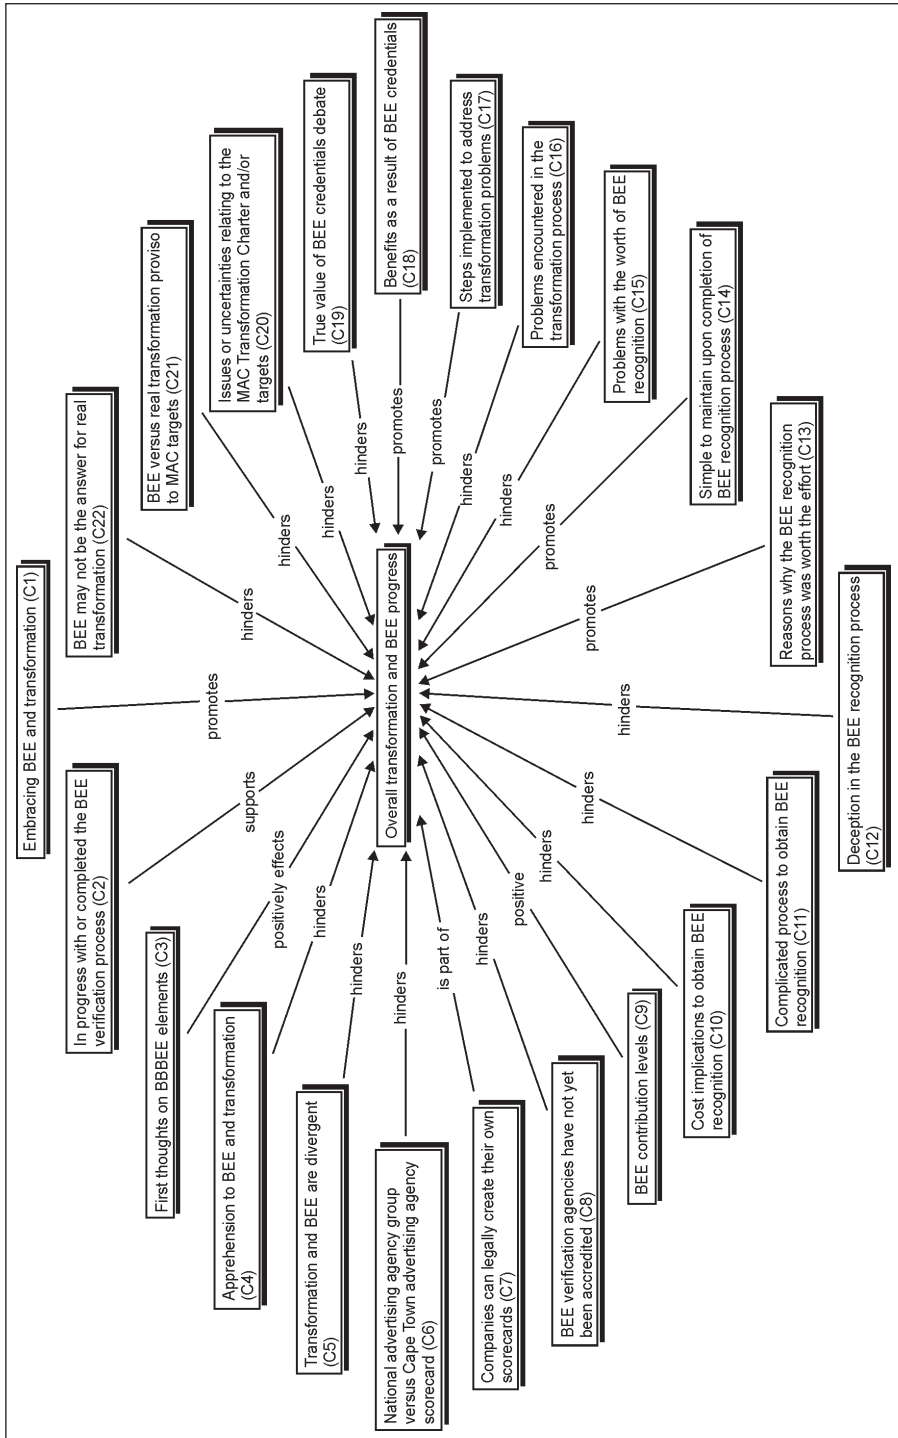 Embracing BEE and transformation (C1)
promotes
In progress with or completed the BEE
verification process (C2)
supports
First thoughts on BBBEE elements (C3)
positively effects
Apprehension to BEE and transformation
(C4)
hinders
Transformation and BEE are divergent
(C5)
hinders
National advertising agency group
versus Cape Town advertising agency
scorecard (C6)
hinders
Companies can legally create their own
scorecards (C7)
is part of
BEE verification agencies have not yet
been accredited (C8)
hinders
BEE contribution levels (C9)
positive
Cost implications to obtain BEE
recognition (C10)
hinders
Complicated process to obtain BEE
recognition (C11)
hinders
Deception in the BEE recognition process
(C12)
hinders
Reasons why the BEE recognition
process was worth the effort (C13)
promotes
Simple to maintain upon completion of
BEE recognition process (C14)
promotes
Problems with the worth of BEE
recognition (C15)
hinders
Problems encountered in the
transformation process (C16)
hinders
Steps implemented to address
transformation problems (C17)
promotes
Benefits as a result of BEE credentials
(C18)
promotes
True value of BEE credentials debate
(C19)
hinders
Issues or uncertainties relating to the
MAC Transformation Charter and/or
targets (C20)
hinders
BEE versus real transformation proviso
to MAC targets (C21)
hinders
BEE may not be the answer for real
transformation (C22)
hinders
Overall transformation and BEE progress